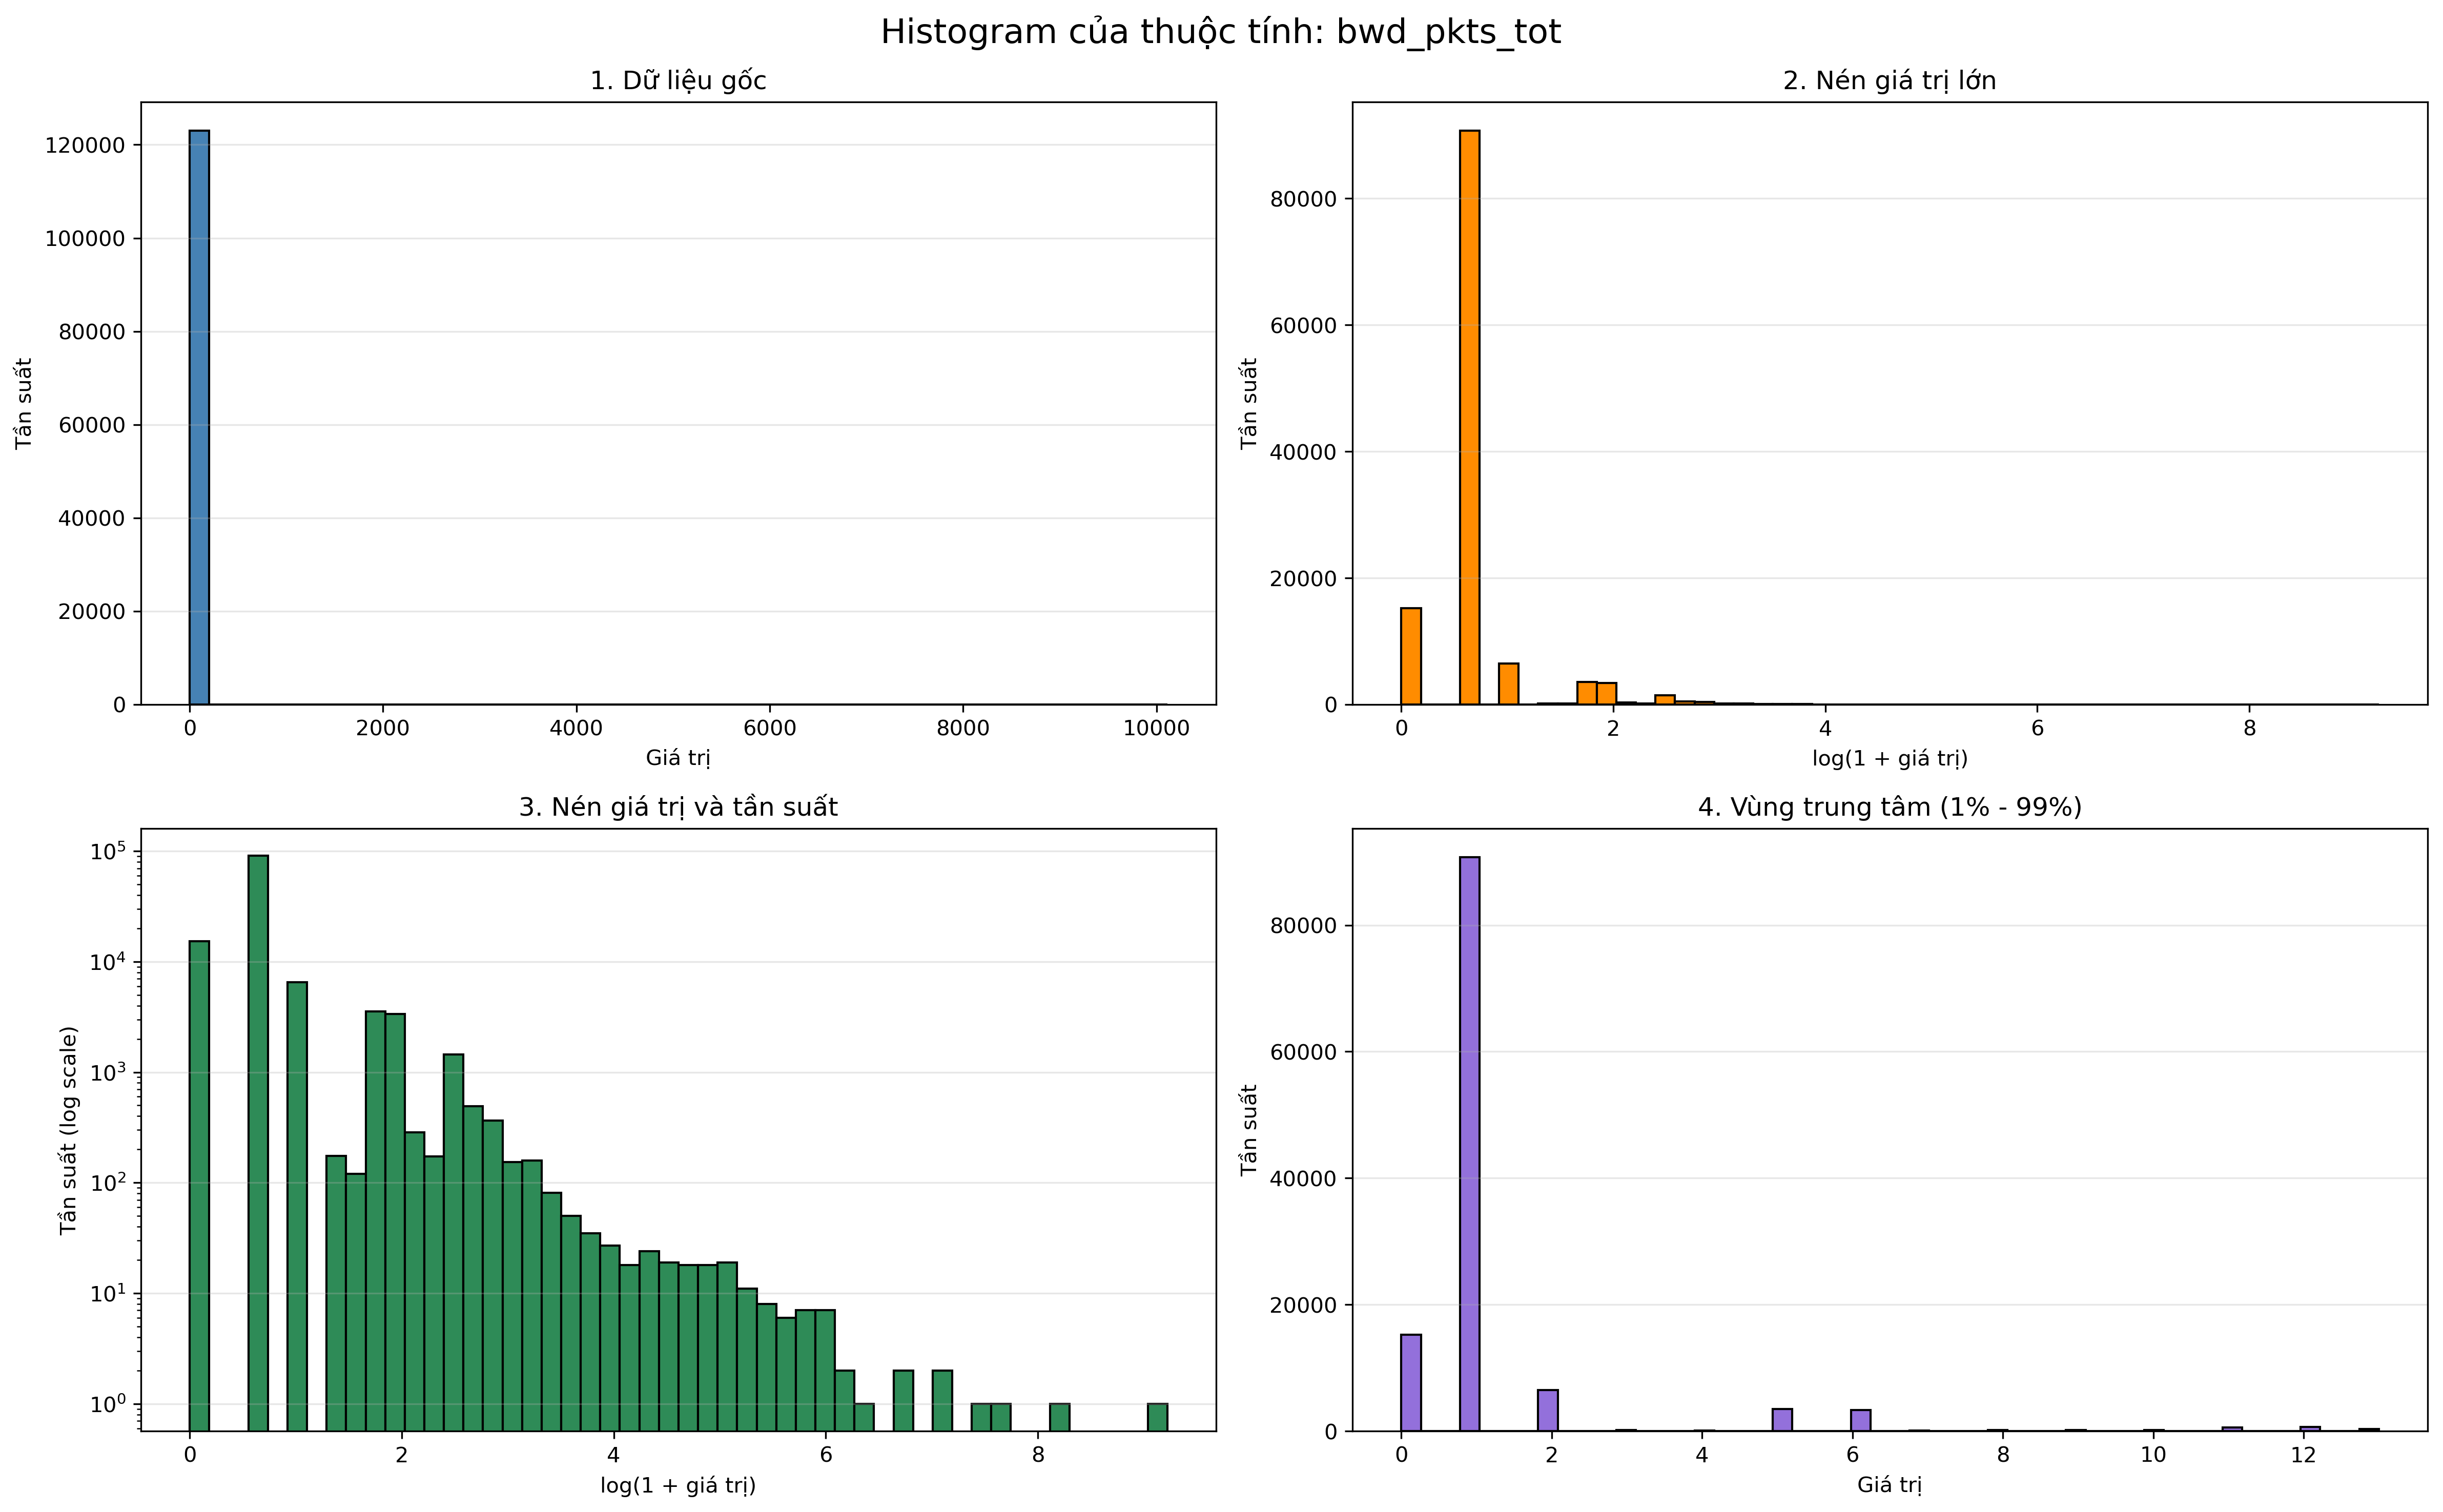 Histogram của thuộc tính: bwd_pkts_tot
1. Dữ liệu gốc
Tần suất
120000
100000
80000
60000
40000
20000
0
0 2000 4000 6000 8000 10000
Giá trị
2. Nén giá trị lớn
Tần suất
80000
60000
40000
20000
0
0 2 4 6 8
log(1 + giá trị)
3. Nén giá trị và tần suất
Tần suất (log scale)
10⁵
10⁴
10³
10²
10¹
10⁰
0 2 4 6 8
log(1 + giá trị)
4. Vùng trung tâm (1% - 99%)
Tần suất
80000
60000
40000
20000
0
0 2 4 6 8 10 12
Giá trị